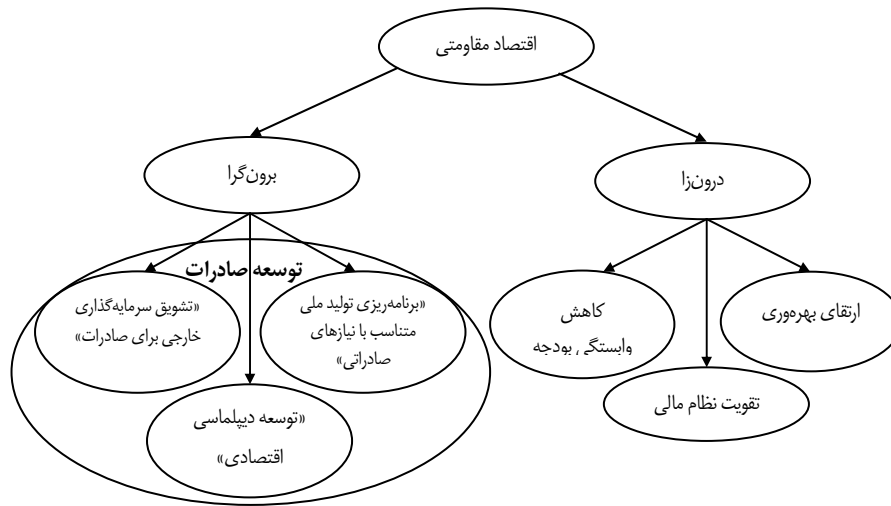 اقتصاد مقاومتی
درون‌زا
برون‌گرا
ارتقای بهره‌وری
کاهش
وابستگی بودجه
تقویت نظام مالی
توسعه صادرات
«برنامه‌ریزی تولید ملی
متناسب با نیازهای
صادراتی»
«تشویق سرمایه‌گذاری
خارجی برای صادرات»
«توسعه دیپلماسی
اقتصادی»